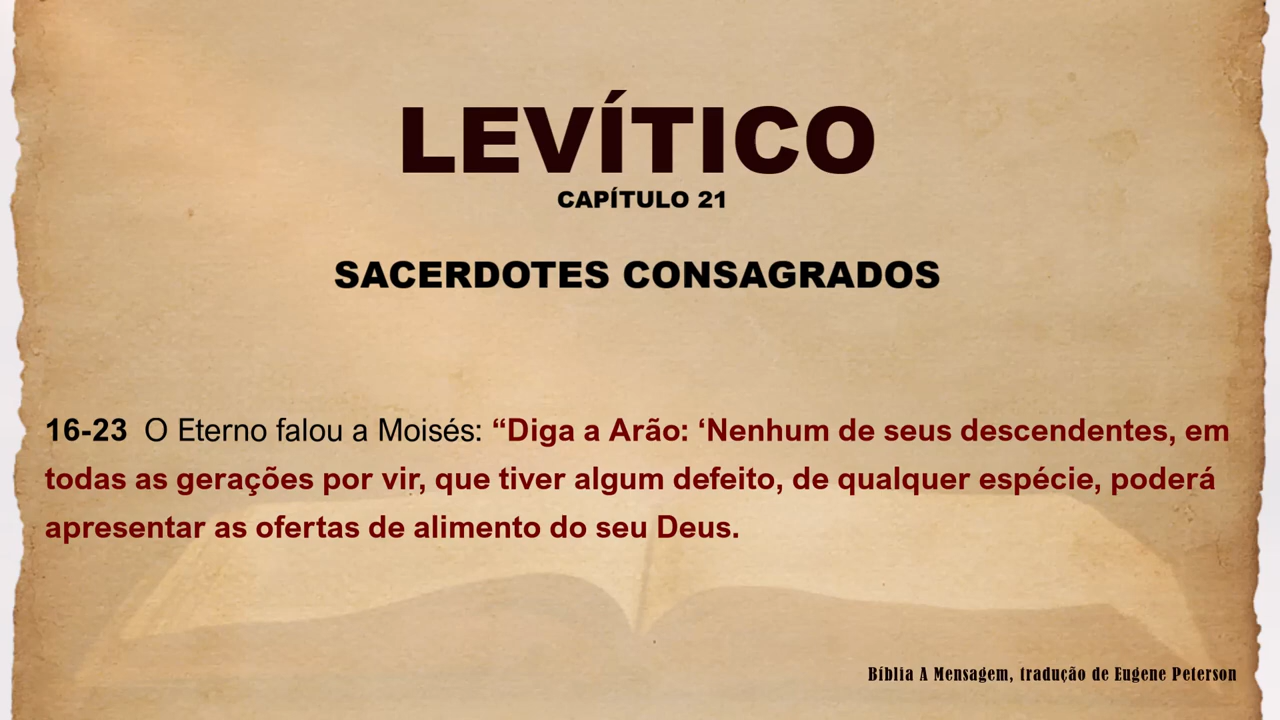 LEVÍTICO
CAPÍTULO 21
SACERDOTES CONSAGRADOS
16-23  O Eterno falou a Moisés: “Diga a Arão: ‘Nenhum de seus descendentes, em
todas as gerações por vir, que tiver algum defeito, de qualquer espécie, poderá
apresentar as ofertas de alimento do seu Deus.
Bíblia A Mensagem, tradução de Eugene Peterson